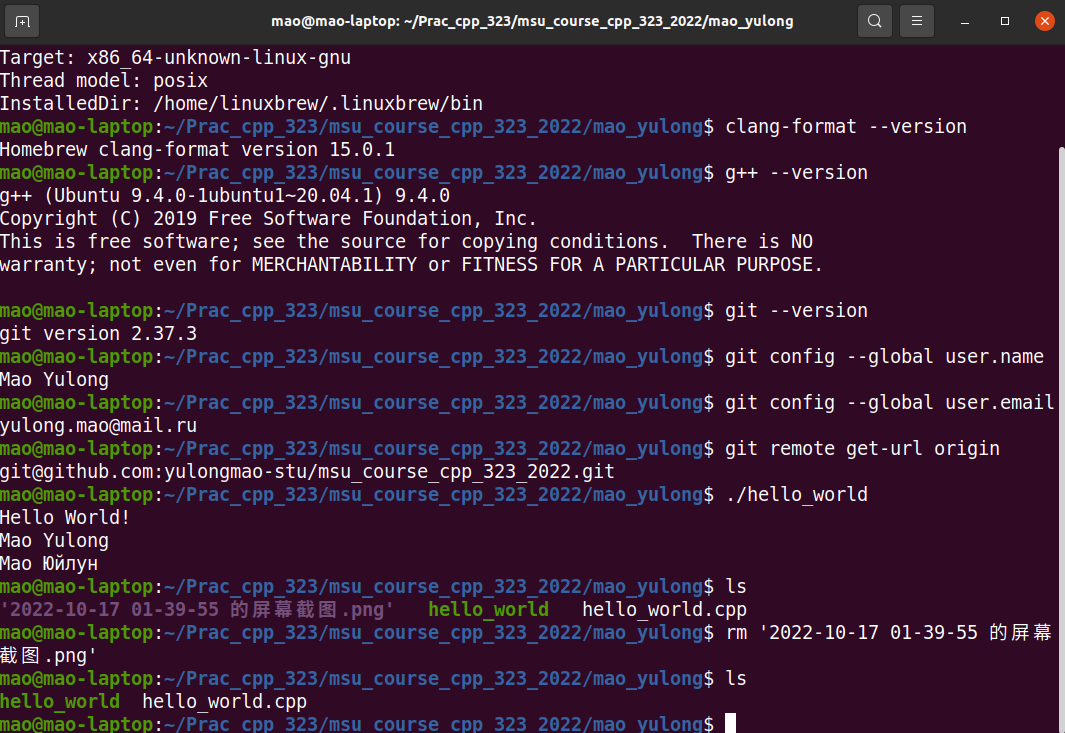 mao@mao-laptop: ~/Prac_cpp_323/msu_course_cpp_323_2022/mao_yulong
Target: x86_64-unknown-linux-gnu
Thread model: posix
InstalledDir: /home/linuxbrew/.linuxbrew/bin
mao@mao-laptop:~/Prac_cpp_323/msu_course_cpp_323_2022/mao_yulong$ clang-format --version
Homebrew clang-format version 15.0.1
mao@mao-laptop:~/Prac_cpp_323/msu_course_cpp_323_2022/mao_yulong$ g++ --version
g++ (Ubuntu 9.4.0-1ubuntu1~20.04.1) 9.4.0
Copyright (C) 2019 Free Software Foundation, Inc.
This is free software; see the source for copying conditions.  There is NO
warranty; not even for MERCHANTABILITY or FITNESS FOR A PARTICULAR PURPOSE.
mao@mao-laptop:~/Prac_cpp_323/msu_course_cpp_323_2022/mao_yulong$ git --version
git version 2.37.3
mao@mao-laptop:~/Prac_cpp_323/msu_course_cpp_323_2022/mao_yulong$ git config --global user.name
Mao Yulong
mao@mao-laptop:~/Prac_cpp_323/msu_course_cpp_323_2022/mao_yulong$ git config --global user.email
yulong.mao@mail.ru
mao@mao-laptop:~/Prac_cpp_323/msu_course_cpp_323_2022/mao_yulong$ git remote get-url origin
git@github.com:yulongmao-stu/msu_course_cpp_323_2022.git
mao@mao-laptop:~/Prac_cpp_323/msu_course_cpp_323_2022/mao_yulong$ ./hello_world
Hello World!
Mao Yulong
Мао Юйлун
mao@mao-laptop:~/Prac_cpp_323/msu_course_cpp_323_2022/mao_yulong$ ls
'2022-10-17 01-39-55 的屏幕截图.png'   hello_world   hello_world.cpp
mao@mao-laptop:~/Prac_cpp_323/msu_course_cpp_323_2022/mao_yulong$ rm '2022-10-17 01-39-55 的屏幕
截图.png'
mao@mao-laptop:~/Prac_cpp_323/msu_course_cpp_323_2022/mao_yulong$ ls
hello_world  hello_world.cpp
mao@mao-laptop:~/Prac_cpp_323/msu_course_cpp_323_2022/mao_yulong$